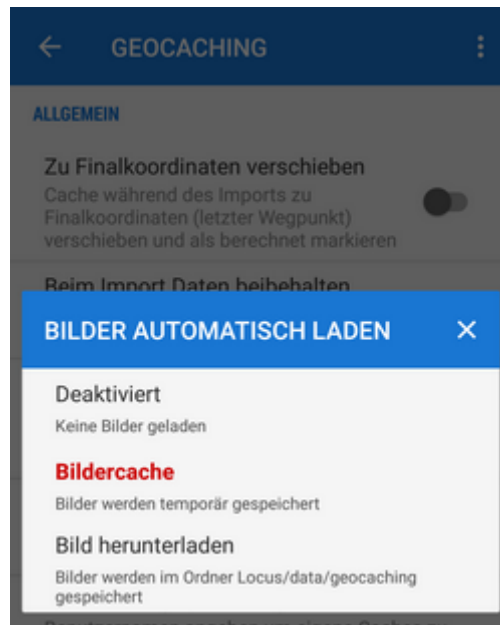 GEOCACHING
ALLGEMEIN
Zu Finalkoordinaten verschieben
Cache während des Imports zu
Finalkoordinaten (letzter Wegpunkt)
verschieben und als berechnet markieren
Beim Import Daten beibehalten
BILDER AUTOMATISCH LADEN
Deaktiviert
Keine Bilder geladen
Bildercache
Bilder werden temporär gespeichert
Bild herunterladen
Bilder werden im Ordner Locus/data/geocaching
gespeichert